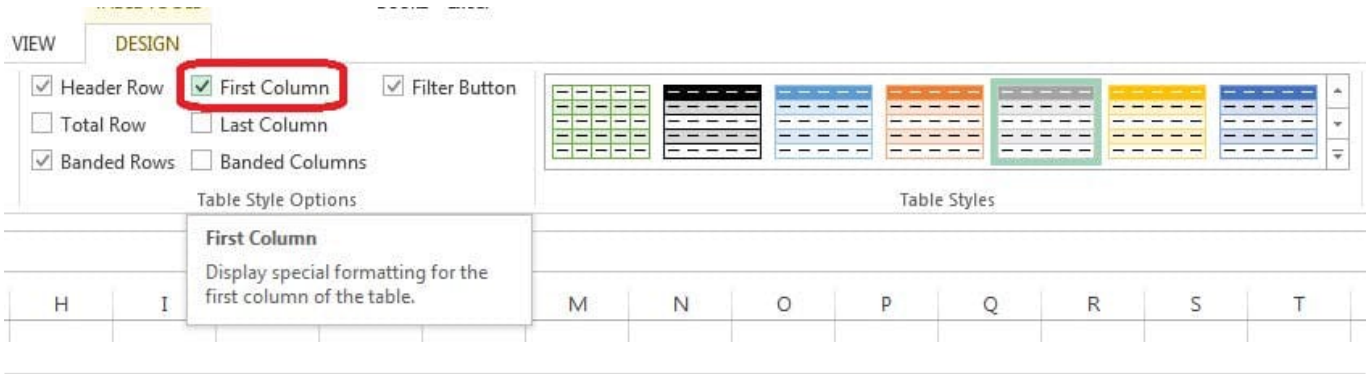 VIEW DESIGN
Header Row First Column Filter Button
Total Row Last Column
Banded Rows Banded Columns
Table Style Options Table Styles
First Column
Display special formatting for the
first column of the table.
H I M N O P Q R S T